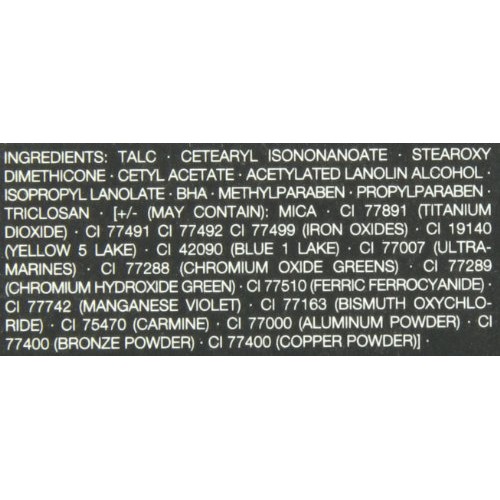 INGREDIENTS: TALC · CETEARYL ISONONANOATE · STEAROXY
DIMETHICONE · CETYL ACETATE · ACETYLATED LANOLIN ALCOHOL ·
ISOPROPYL LANOLATE · BHA · METHYLPARABEN · PROPYLPARABEN ·
TRICLOSAN · [+/- (MAY CONTAIN): MICA · CI 77891 (TITANIUM
DIOXIDE) · CI 77491 CI 77492 CI 77499 (IRON OXIDES) · CI 19140
(YELLOW 5 LAKE) · CI 42090 (BLUE 1 LAKE) · CI 77007 (ULTRA-
MARINES) · CI 77288 (CHROMIUM OXIDE GREENS) · CI 77289
(CHROMIUM HYDROXIDE GREEN) · CI 77510 (FERRIC FERROCYANIDE) ·
CI 77742 (MANGANESE VIOLET) · CI 77163 (BISMUTH OXYCHLO-
RIDE) · CI 75470 (CARMINE) · CI 77000 (ALUMINUM POWDER) · CI
77400 (BRONZE POWDER) · CI 77400 (COPPER POWDER)] ·